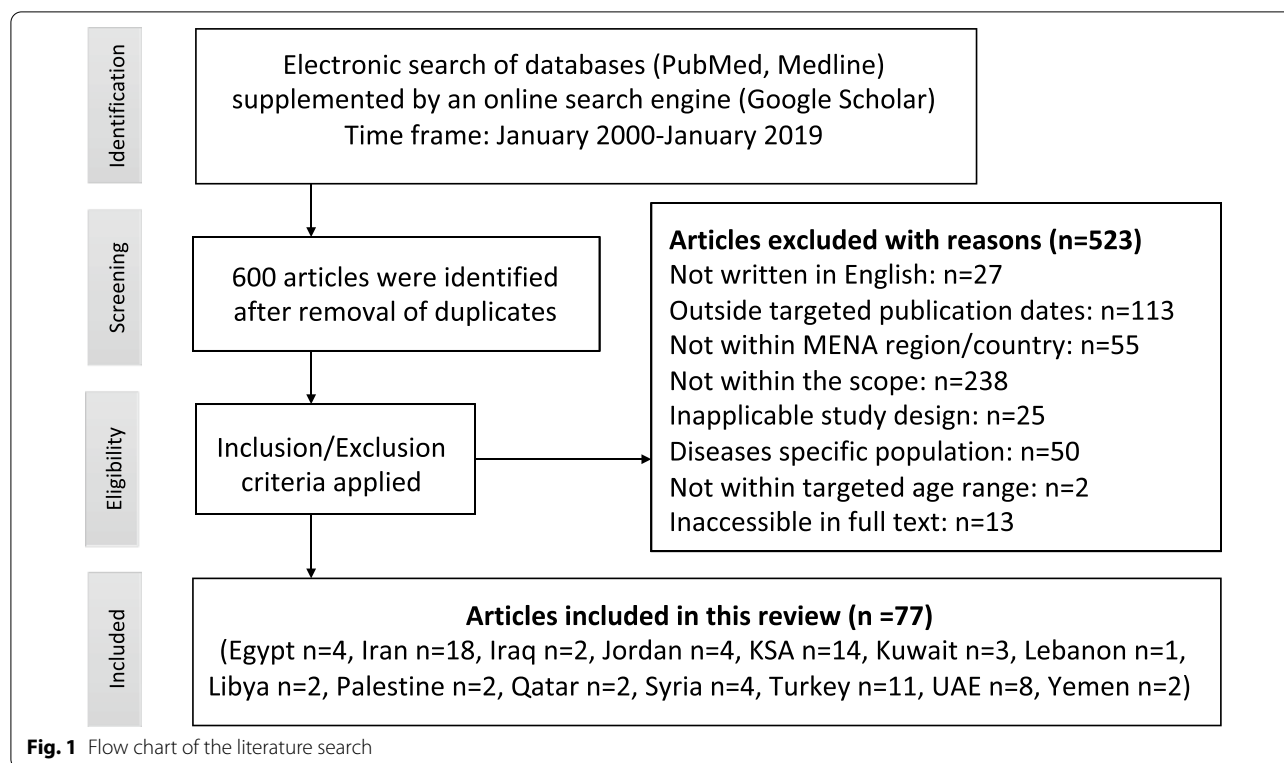 Identification
Electronic search of databases (PubMed, Medline)
supplemented by an online search engine (Google Scholar)
Time frame: January 2000-January 2019
Screening
600 articles were identified
after removal of duplicates
Articles excluded with reasons (n=523)
Not written in English: n=27
Outside targeted publication dates: n=113
Not within MENA region/country: n=55
Not within the scope: n=238
Inapplicable study design: n=25
Diseases specific population: n=50
Not within targeted age range: n=2
Inaccessible in full text: n=13
Eligibility
Inclusion/Exclusion
criteria applied
Included
Articles included in this review (n =77)
(Egypt n=4, Iran n=18, Iraq n=2, Jordan n=4, KSA n=14, Kuwait n=3, Lebanon n=1,
Libya n=2, Palestine n=2, Qatar n=2, Syria n=4, Turkey n=11, UAE n=8, Yemen n=2)
Fig. 1 Flow chart of the literature search